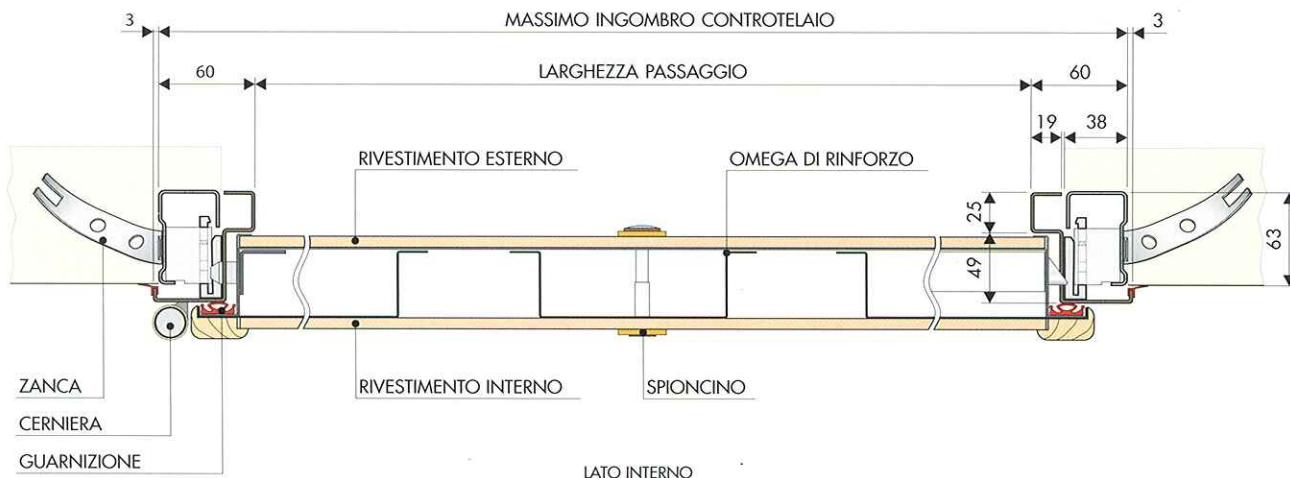 3 MASSIMO INGOMBRO CONTROTELAIO 3
60 LARGHEZZA PASSAGGIO 60
19 38
RIVESTIMENTO ESTERNO OMEGA DI RINFORZO
25
63
49
ZANCA RIVESTIMENTO INTERNO SPIONCINO
CERNIERA
GUARNIZIONE
LATO INTERNO